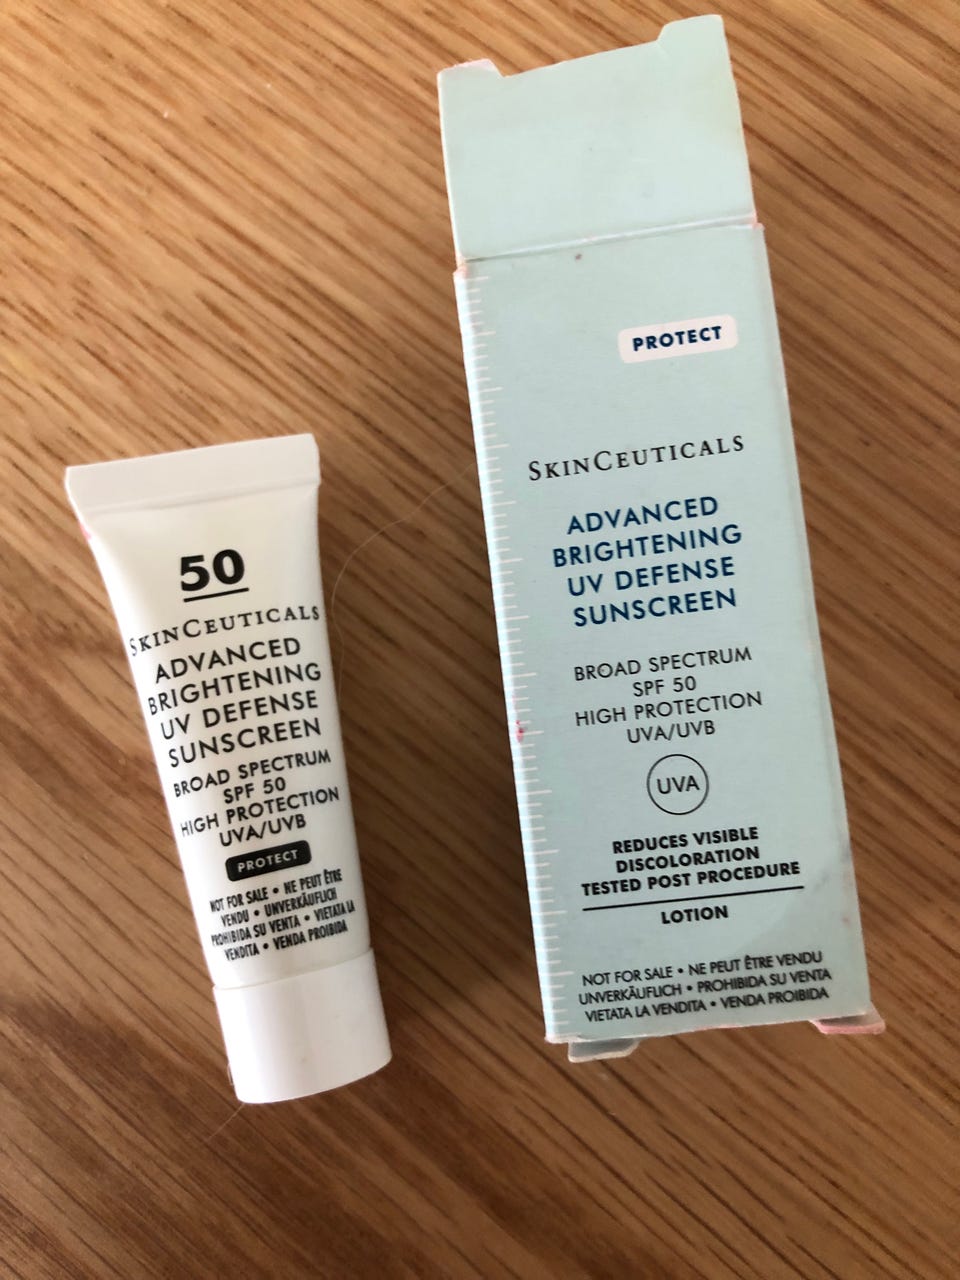 50
SKINCEUTICALS
ADVANCED
BRIGHTENING
UV DEFENSE
SUNSCREEN
BROAD SPECTRUM
SPF 50
HIGH PROTECTION
UVA/UVB
PROTECT
NOT FOR SALE • NE PEUT ÊTRE
VENDU • UNVERKÄUFLICH
PROHIBIDA SU VENTA • VIETATA LA
VENDITA • VENDA PROIBIDA
PROTECT
SKINCEUTICALS
ADVANCED
BRIGHTENING
UV DEFENSE
SUNSCREEN
BROAD SPECTRUM
SPF 50
HIGH PROTECTION
UVA/UVB
UVA
REDUCES VISIBLE
DISCOLORATION
TESTED POST PROCEDURE
LOTION
NOT FOR SALE • NE PEUT ÊTRE VENDU
UNVERKÄUFLICH • PROHIBIDA SU VENTA
VIETATA LA VENDITA • VENDA PROIBIDA